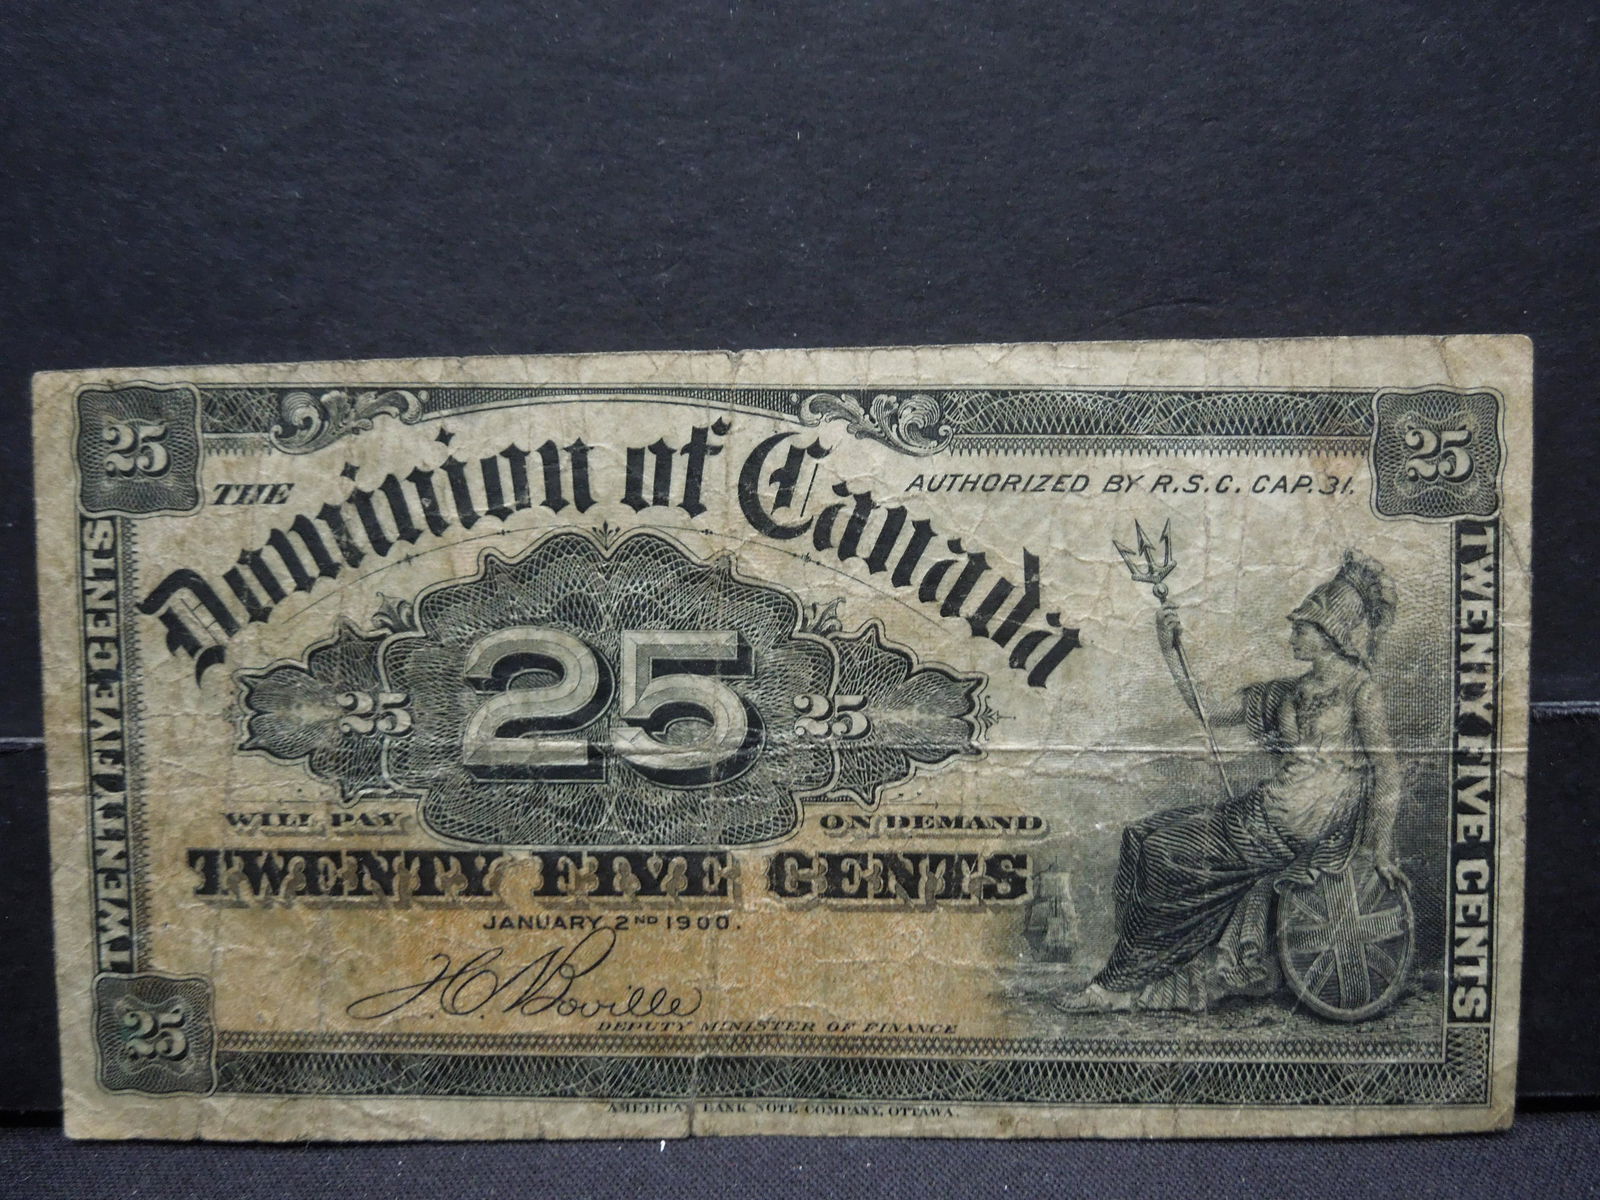 25
25
THE
Dominion of Canada
AUTHORIZED BY R.S.C. CAP. 31.
TWENTY FIVE CENTS
25
25
25
TWENTY FIVE CENTS
WILL PAY
ON DEMAND
TWENTY FIVE CENTS
JANUARY 2ND 1900.
H.C. Boville
DEPUTY MINISTER OF FINANCE
25
AMERICAN BANK NOTE COMPANY, OTTAWA.